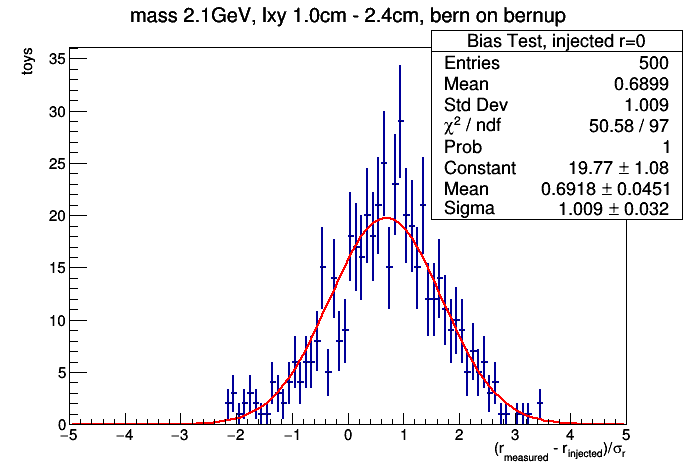 mass 2.1GeV, lxy 1.0cm - 2.4cm, bern on bernup
Bias Test, injected r=0
Entries 500
Mean 0.6899
Std Dev 1.009
χ² / ndf 50.58 / 97
Prob 1
Constant 19.77 ± 1.08
Mean 0.6918 ± 0.0451
Sigma 1.009 ± 0.032
toys
35
30
25
20
15
10
5
0
−5 −4 −3 −2 −1 0 1 2 3 4 5
(r_measured - r_injected)/σ_r